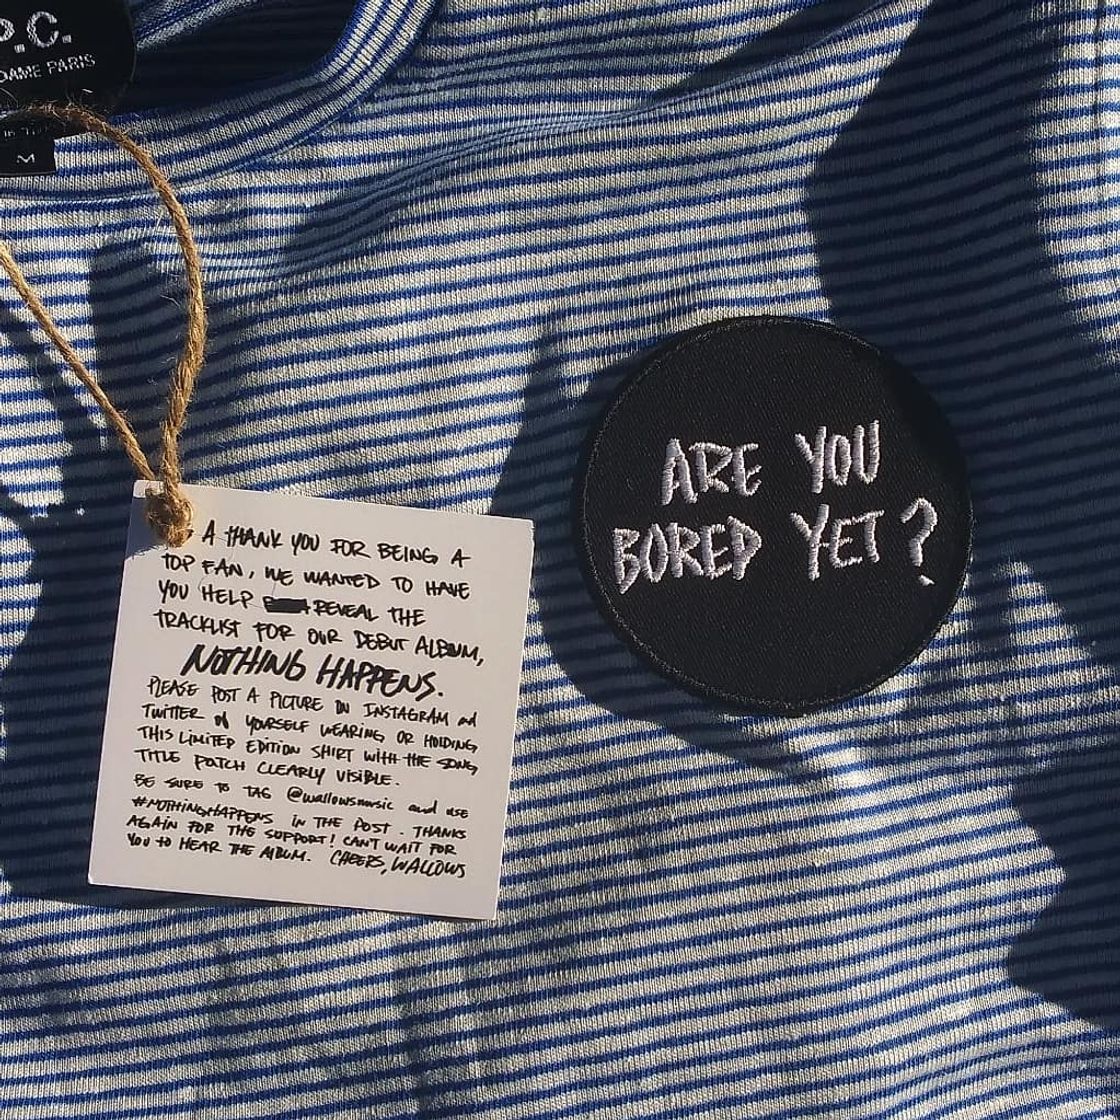 P.C.
DAME PARIS
M
A THANK YOU FOR BEING A
TOP FAN, WE WANTED TO HAVE
YOU HELP REVEAL THE
TRACKLIST FOR OUR DEBUT ALBUM,
NOTHING HAPPENS.
PLEASE POST A PICTURE ON INSTAGRAM and
TWITTER OF YOURSELF WEARING OR HOLDING
THIS LIMITED EDITION SHIRT WITH THE SONG
TITLE PATCH CLEARLY VISIBLE.
BE SURE TO TAG @wallowsmusic and USE
#NOTHINGHAPPENS IN THE POST. THANKS
AGAIN FOR THE SUPPORT! CAN'T WAIT FOR
YOU TO HEAR THE ALBUM. CHEERS, WALLOWS
ARE YOU
BORED YET?